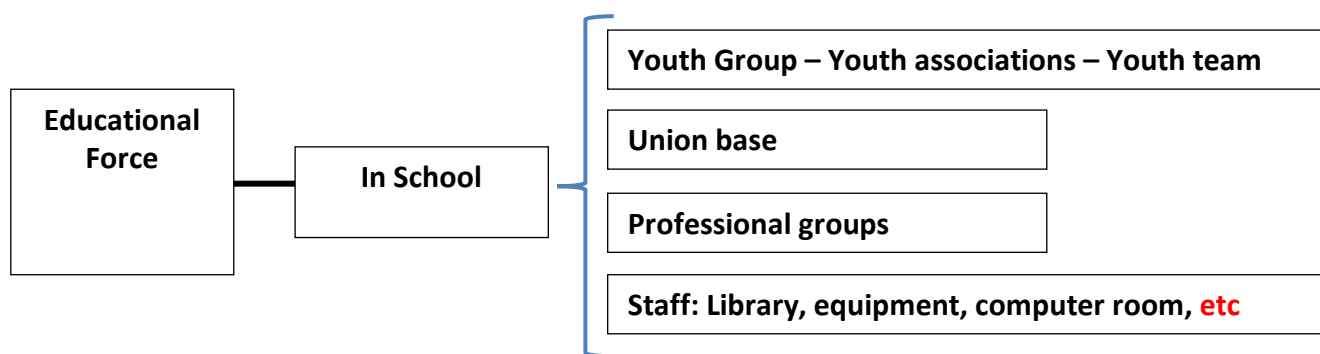 Educational
Force
In School
Youth Group – Youth associations – Youth team
Union base
Professional groups
Staff: Library, equipment, computer room, etc